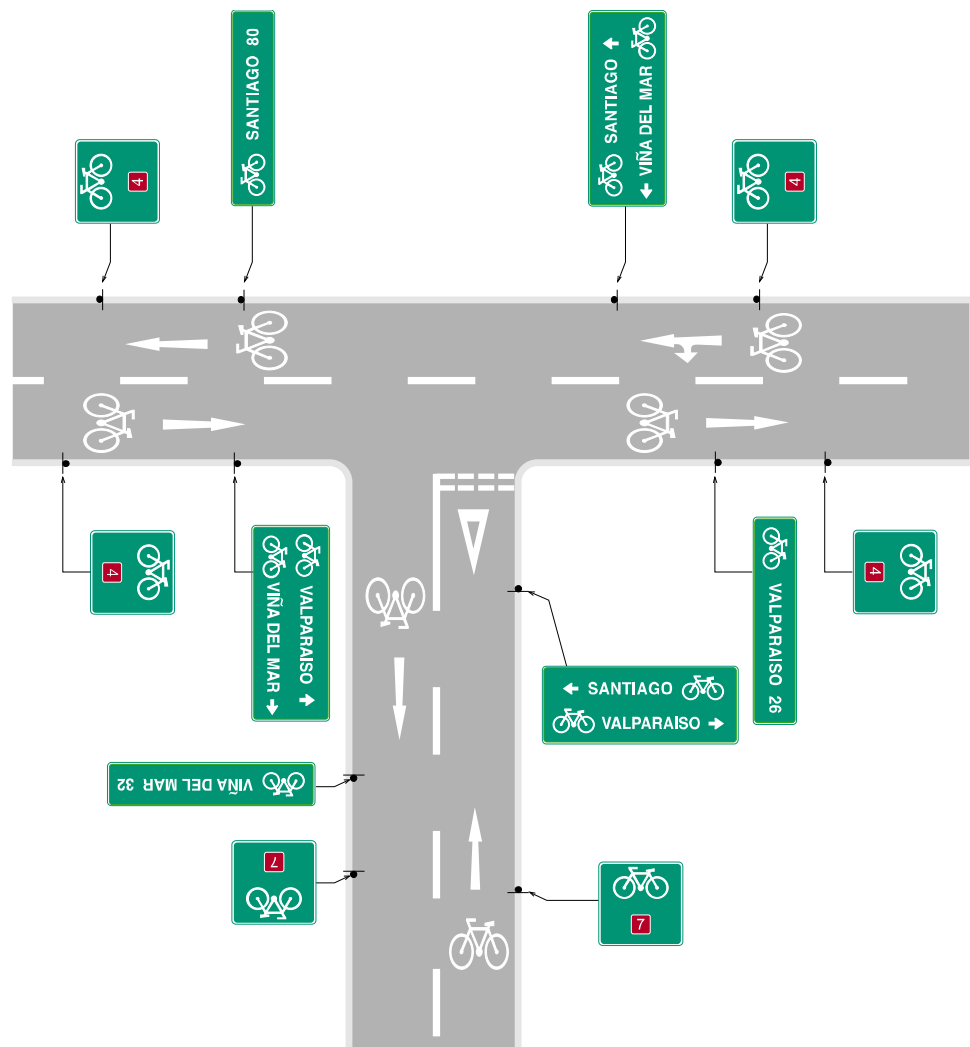 SANTIAGO 80
SANTIAGO
VIÑA DEL MAR
4
4
4
VALPARAISO
VIÑA DEL MAR
VALPARAISO 26
4
SANTIAGO
VALPARAISO
VIÑA DEL MAR 32
7
7